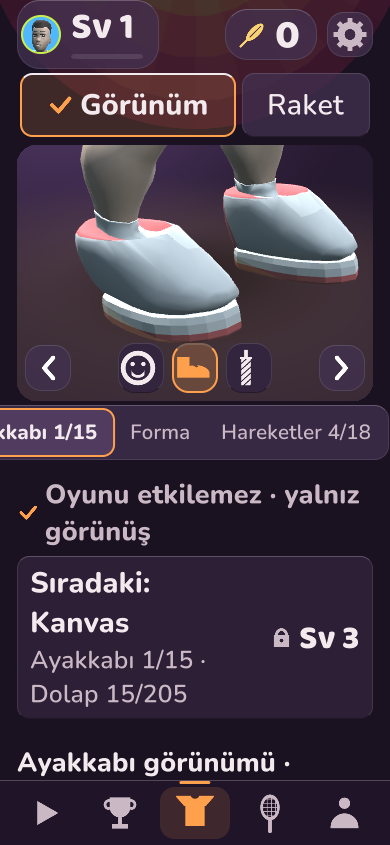 Sv 1
0
Görünüm
Raket
kkabı 1/15
Forma
Hareketler 4/18
Oyunu etkilemez · yalnız
görünüş
Sıradaki:
Kanvas
Sv 3
Ayakkabı 1/15 ·
Dolap 15/205
Ayakkabı görünümü ·